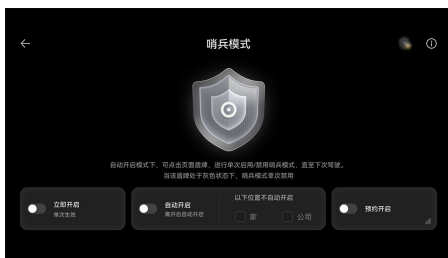 哨兵模式
自动开启模式下，可点击页面盾牌，进行单次启用/禁用哨兵模式，直至下次驾驶。
当该盾牌处于灰色状态下，哨兵模式单次禁用
立即开启
单次生效
自动开启
离开后自动开启
以下位置不自动开启
家
公司
预约开启